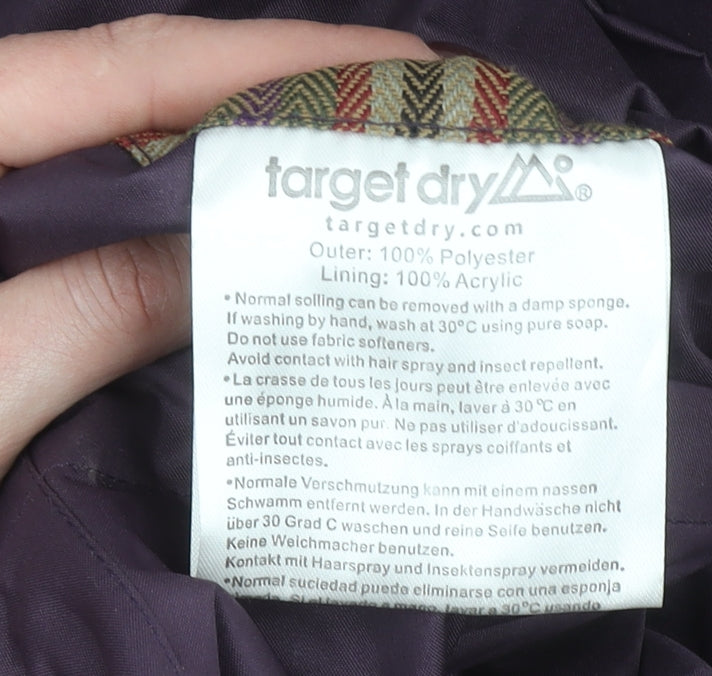 target dry®
targetdry.com
Outer: 100% Polyester
Lining: 100% Acrylic
• Normal soiling can be removed with a damp sponge.
If washing by hand, wash at 30°C using pure soap.
Do not use fabric softeners.
Avoid contact with hair spray and insect repellent.
• La crasse de tous les jours peut être enlevée avec
une éponge humide. À la main, laver à 30 °C en
utilisant un savon pur. Ne pas utiliser d'adoucissant.
Éviter tout contact avec les sprays coiffants et
anti-insectes.
•Normale Verschmutzung kann mit einem nassen
Schwamm entfernt werden. In der Handwäsche nicht
über 30 Grad C waschen und reine Seife benutzen.
Keine Weichmacher benutzen.
Kontakt mit Haarspray und Insektenspray vermeiden.
•Normal suciedad puede eliminarse con una esponja
a mano, lavar a 30°C usando